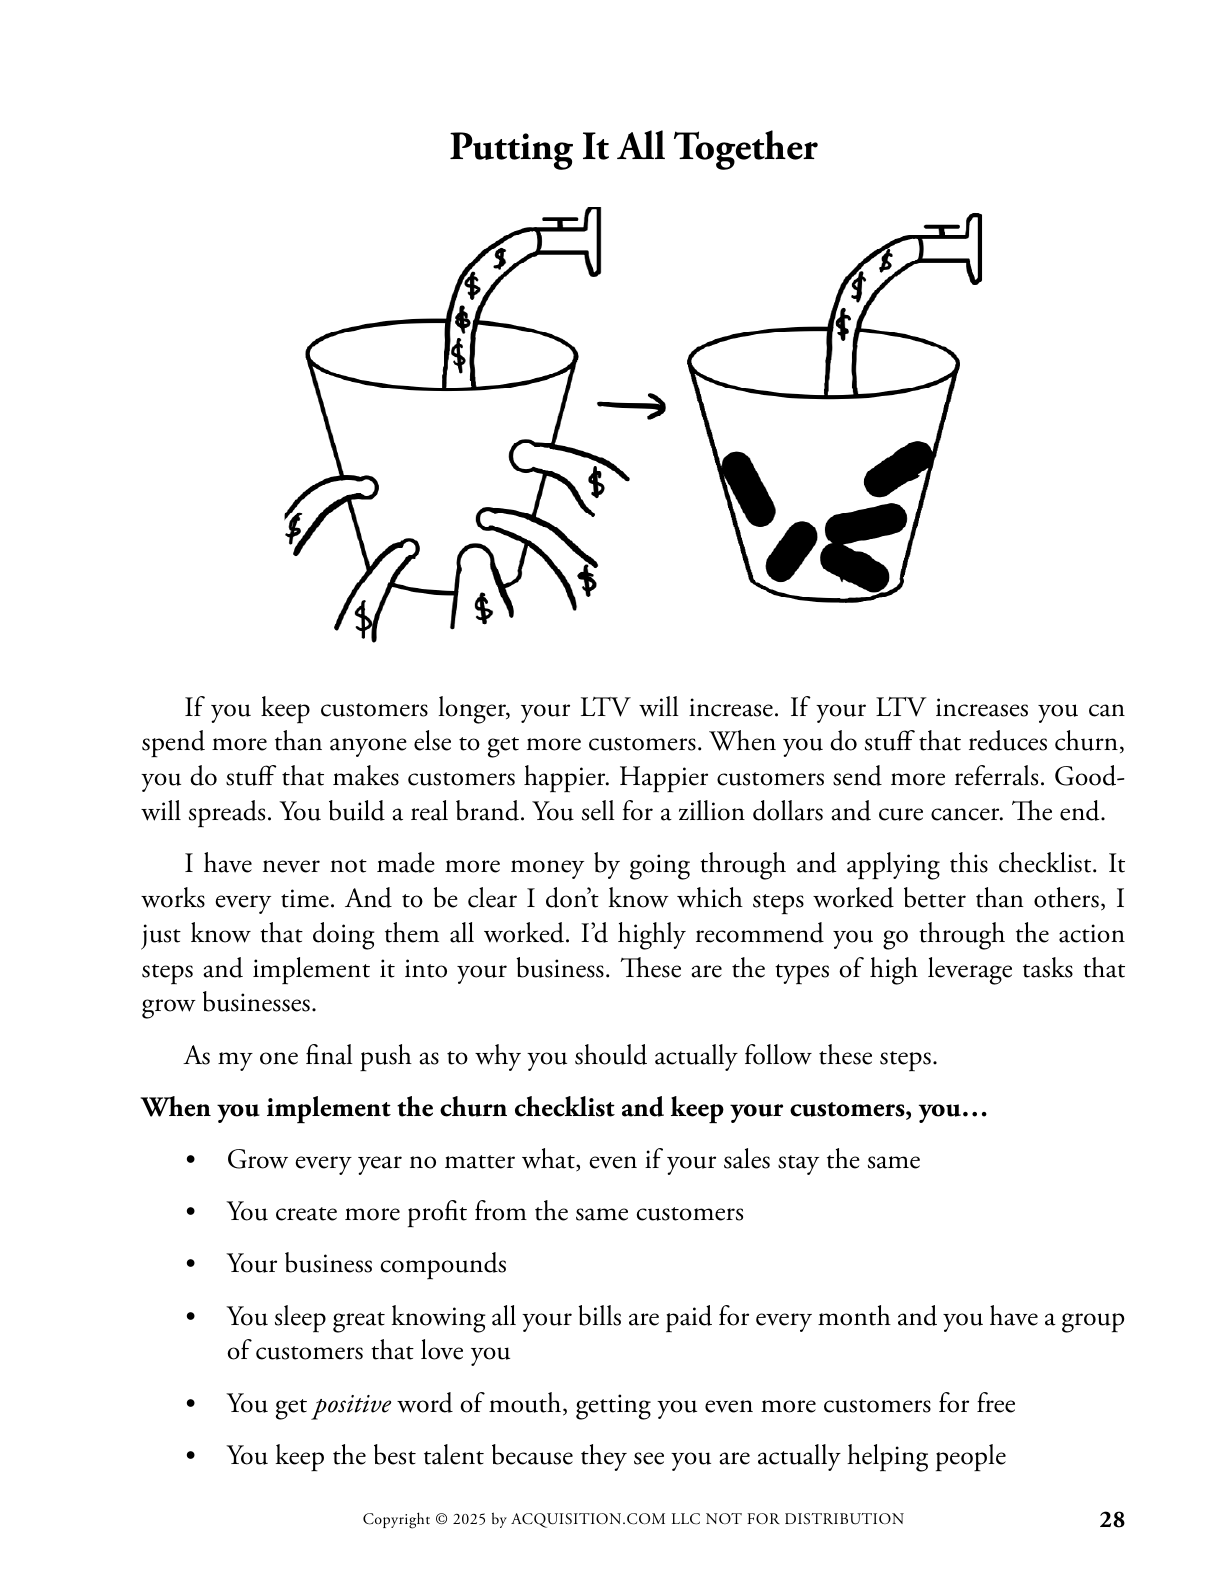 Putting It All Together
$
$
$
$
$
$
$
$
$
$
$
$
If you keep customers longer, your LTV will increase. If your LTV increases you can
spend more than anyone else to get more customers. When you do stuff that reduces churn,
you do stuff that makes customers happier. Happier customers send more referrals. Good-
will spreads. You build a real brand. You sell for a zillion dollars and cure cancer. The end.
I have never not made more money by going through and applying this checklist. It
works every time. And to be clear I don't know which steps worked better than others, I
just know that doing them all worked. I'd highly recommend you go through the action
steps and implement it into your business. These are the types of high leverage tasks that
grow businesses.
As my one final push as to why you should actually follow these steps.
When you implement the churn checklist and keep your customers, you…
• Grow every year no matter what, even if your sales stay the same
• You create more profit from the same customers
• Your business compounds
• You sleep great knowing all your bills are paid for every month and you have a group
of customers that love you
• You get positive word of mouth, getting you even more customers for free
• You keep the best talent because they see you are actually helping people
Copyright © 2025 by ACQUISITION.COM LLC NOT FOR DISTRIBUTION
28